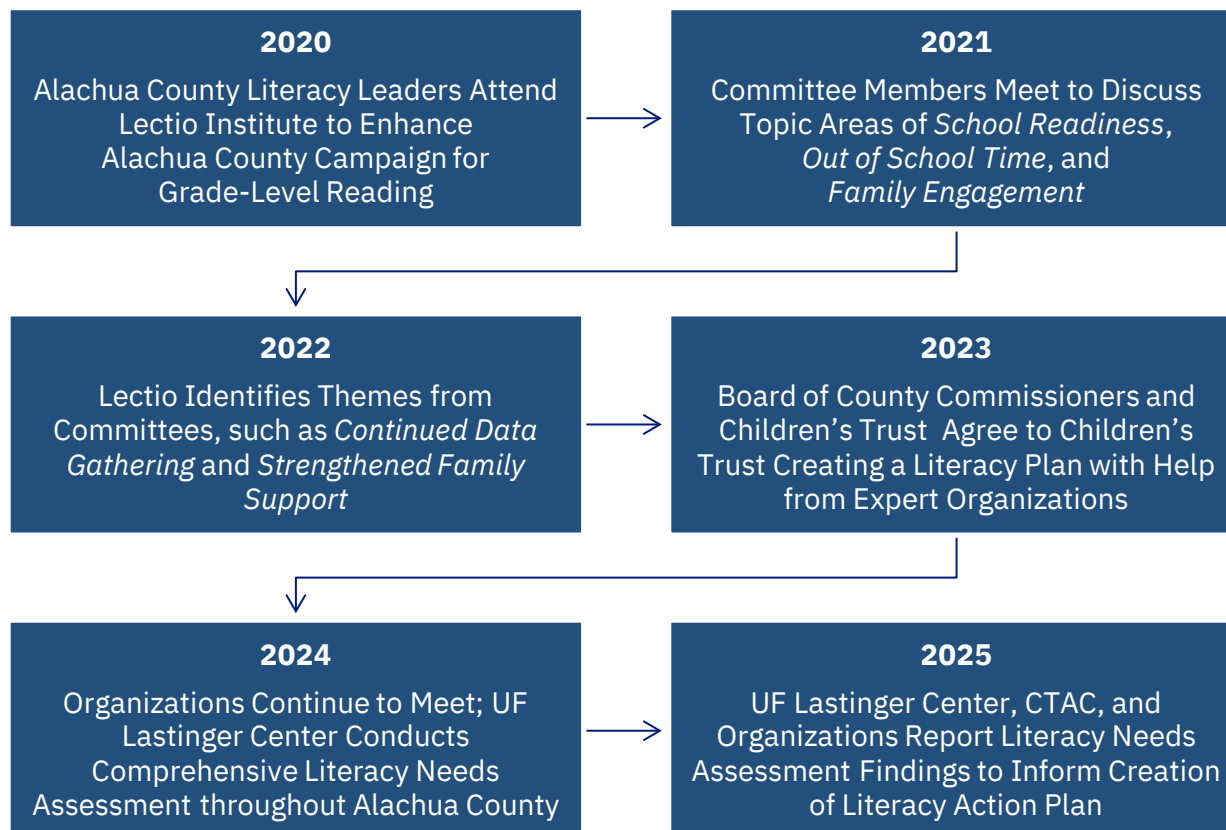 2020
Alachua County Literacy Leaders Attend
Lectio Institute to Enhance
Alachua County Campaign for
Grade-Level Reading
2021
Committee Members Meet to Discuss
Topic Areas of School Readiness,
Out of School Time, and
Family Engagement
2022
Lectio Identifies Themes from
Committees, such as Continued Data
Gathering and Strengthened Family
Support
2023
Board of County Commissioners and
Children’s Trust  Agree to Children’s
Trust Creating a Literacy Plan with Help
from Expert Organizations
2024
Organizations Continue to Meet; UF
Lastinger Center Conducts
Comprehensive Literacy Needs
Assessment throughout Alachua County
2025
UF Lastinger Center, CTAC, and
Organizations Report Literacy Needs
Assessment Findings to Inform Creation
of Literacy Action Plan